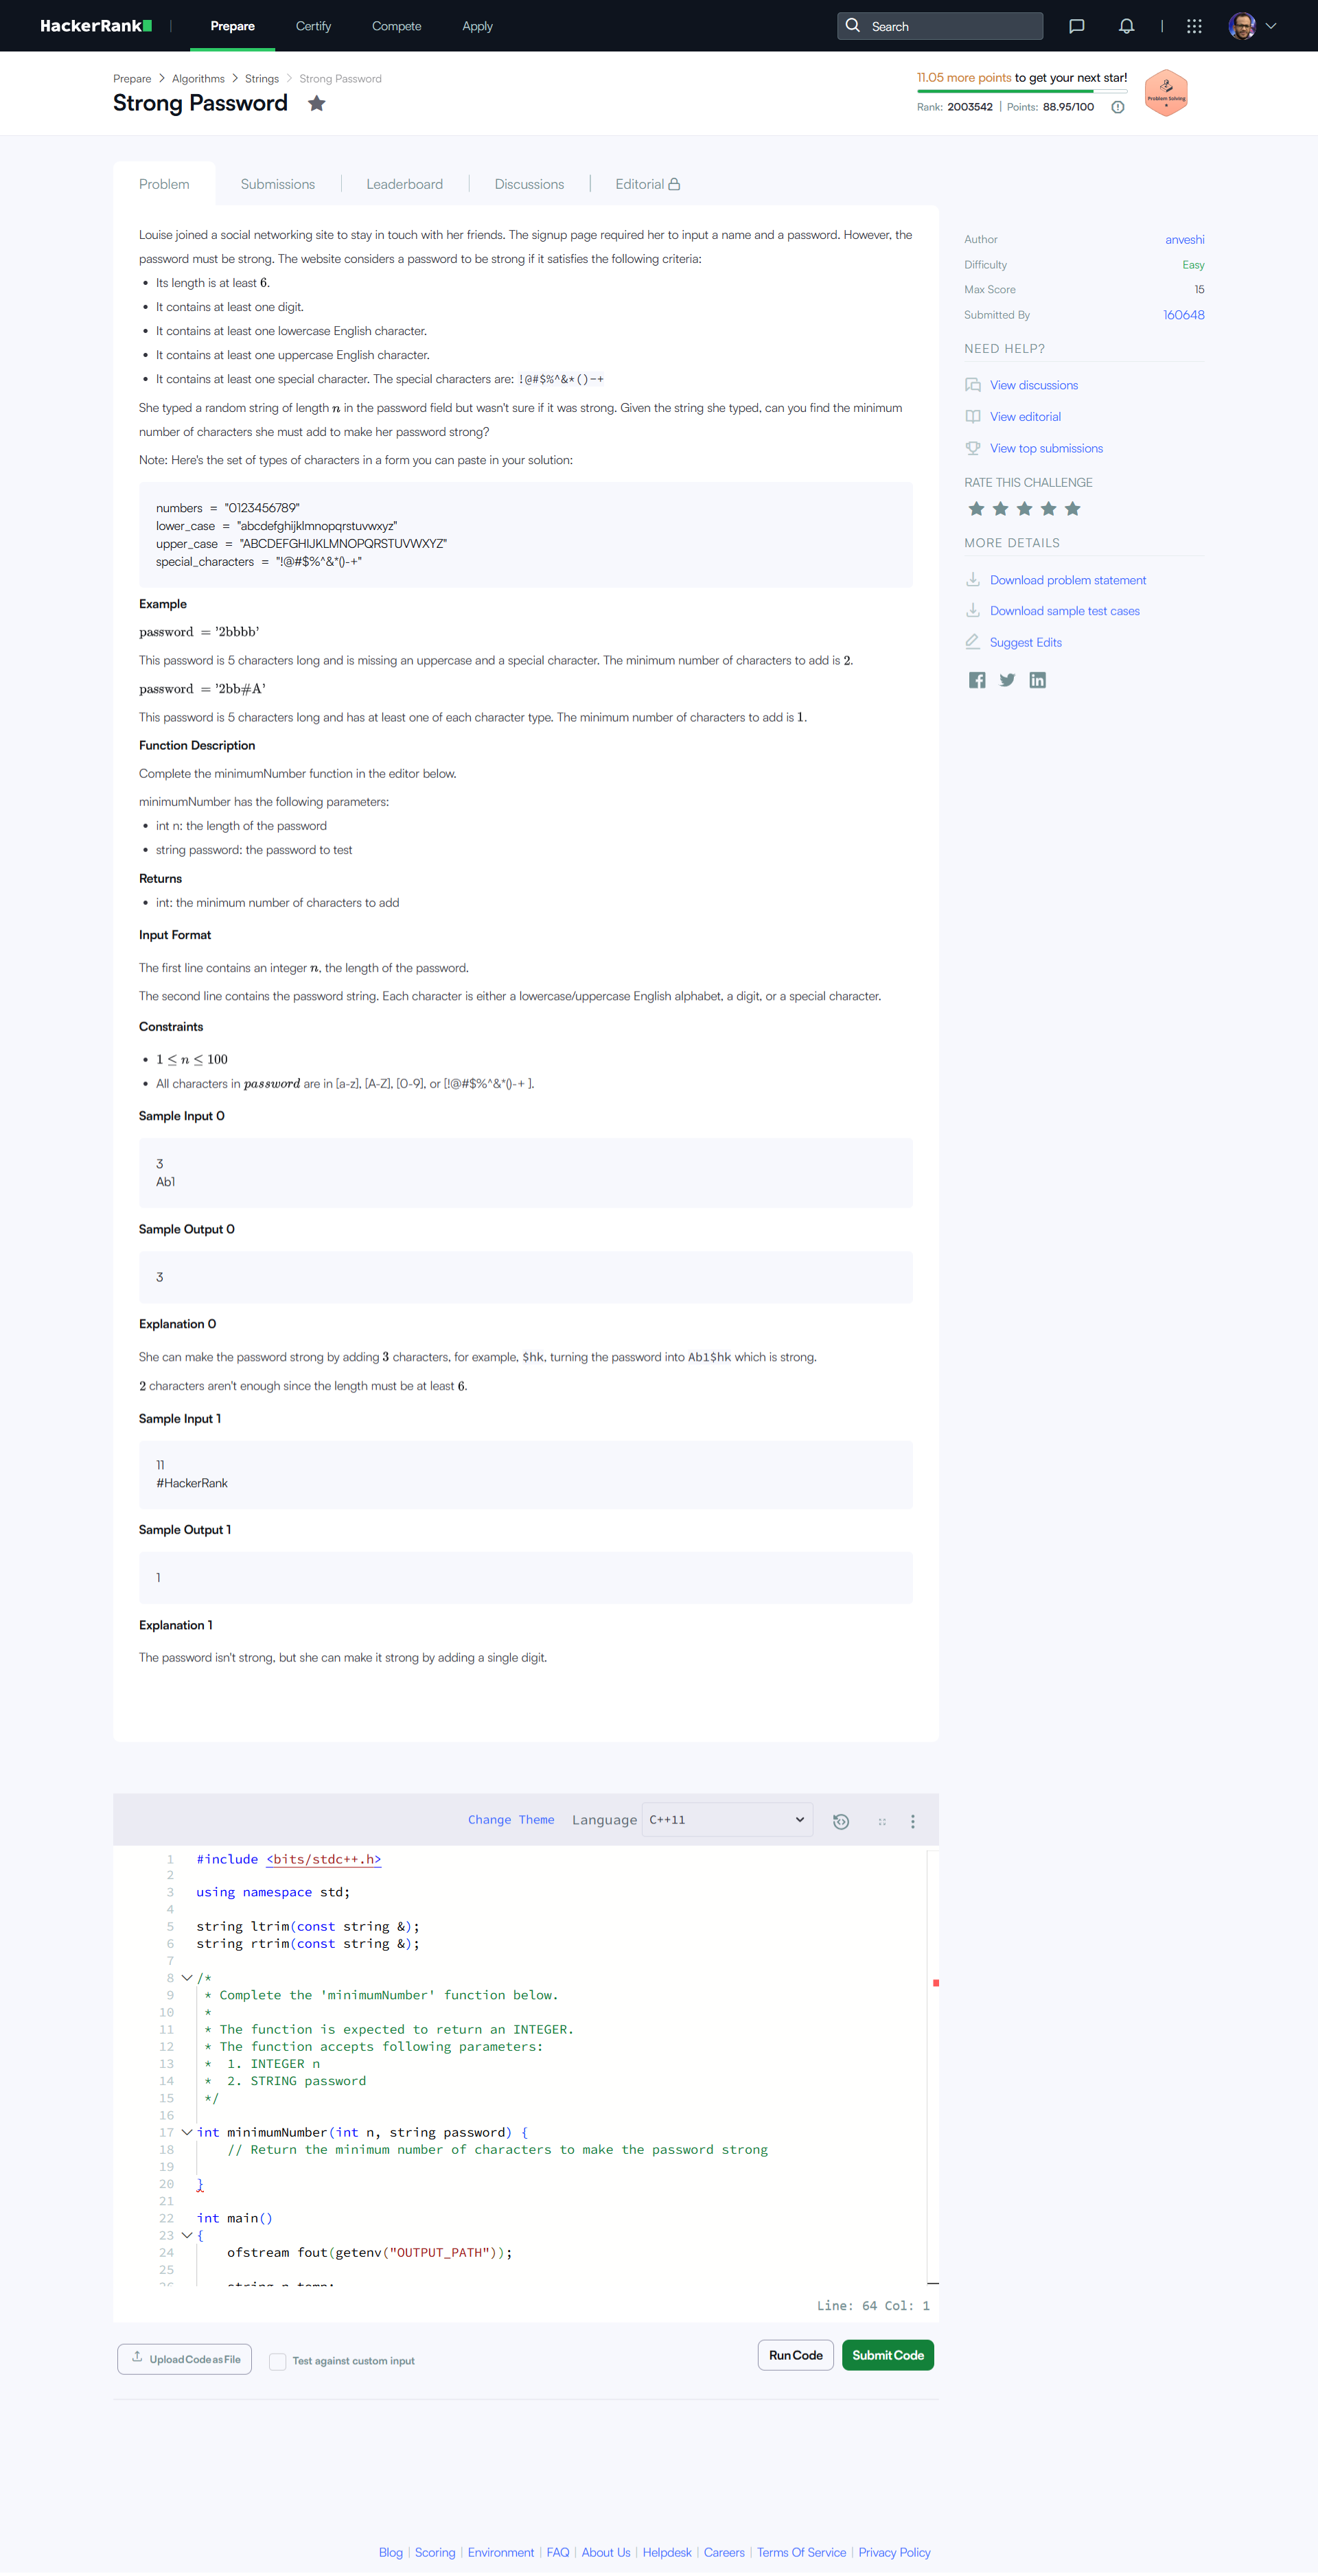 HackerRank
Prepare
Certify
Compete
Apply
Search
Prepare > Algorithms > Strings > Strong Password
Strong Password
11.05 more points to get your next star!
Rank: 2003542 | Points: 88.95/100
Problem Solving
Problem
Submissions
Leaderboard
Discussions
Editorial
Louise joined a social networking site to stay in touch with her friends. The signup page required her to input a name and a password. However, the
password must be strong. The website considers a password to be strong if it satisfies the following criteria:
• Its length is at least 6.
• It contains at least one digit.
• It contains at least one lowercase English character.
• It contains at least one uppercase English character.
• It contains at least one special character. The special characters are: !@#$%^&*()-+
She typed a random string of length n in the password field but wasn't sure if it was strong. Given the string she typed, can you find the minimum
number of characters she must add to make her password strong?
Note: Here's the set of types of characters in a form you can paste in your solution:
numbers = "0123456789"
lower_case = "abcdefghijklmnopqrstuvwxyz"
upper_case = "ABCDEFGHIJKLMNOPQRSTUVWXYZ"
special_characters = "!@#$%^&*()-+"
Example
password = '2bbbb'
This password is 5 characters long and is missing an uppercase and a special character. The minimum number of characters to add is 2.
password = '2bb#A'
This password is 5 characters long and has at least one of each character type. The minimum number of characters to add is 1.
Function Description
Complete the minimumNumber function in the editor below.
minimumNumber has the following parameters:
• int n: the length of the password
• string password: the password to test
Returns
• int: the minimum number of characters to add
Input Format
The first line contains an integer n, the length of the password.
The second line contains the password string. Each character is either a lowercase/uppercase English alphabet, a digit, or a special character.
Constraints
• 1 ≤ n ≤ 100
• All characters in password are in [a-z], [A-Z], [0-9], or [!@#$%^&*()-+ ].
Sample Input 0
3
Ab1
Sample Output 0
3
Explanation 0
She can make the password strong by adding 3 characters, for example, $hk, turning the password into Ab1$hk which is strong.
2 characters aren't enough since the length must be at least 6.
Sample Input 1
11
#HackerRank
Sample Output 1
1
Explanation 1
The password isn't strong, but she can make it strong by adding a single digit.
Author anveshi
Difficulty Easy
Max Score 15
Submitted By 160648
NEED HELP?
View discussions
View editorial
View top submissions
RATE THIS CHALLENGE
MORE DETAILS
Download problem statement
Download sample test cases
Suggest Edits
Change Theme Language C++11
1 #include <bits/stdc++.h>
2
3 using namespace std;
4
5 string ltrim(const string &);
6 string rtrim(const string &);
7
8 /*
9 * Complete the 'minimumNumber' function below.
10 *
11 * The function is expected to return an INTEGER.
12 * The function accepts following parameters:
13 * 1. INTEGER n
14 * 2. STRING password
15 */
16
17 int minimumNumber(int n, string password) {
18 // Return the minimum number of characters to make the password strong
19
20 }
21
22 int main()
23 {
24 ofstream fout(getenv("OUTPUT_PATH"));
25
26 string n_temp;
Line: 64 Col: 1
Upload Code as File
Test against custom input
Run Code
Submit Code
Blog | Scoring | Environment | FAQ | About Us | Helpdesk | Careers | Terms Of Service | Privacy Policy